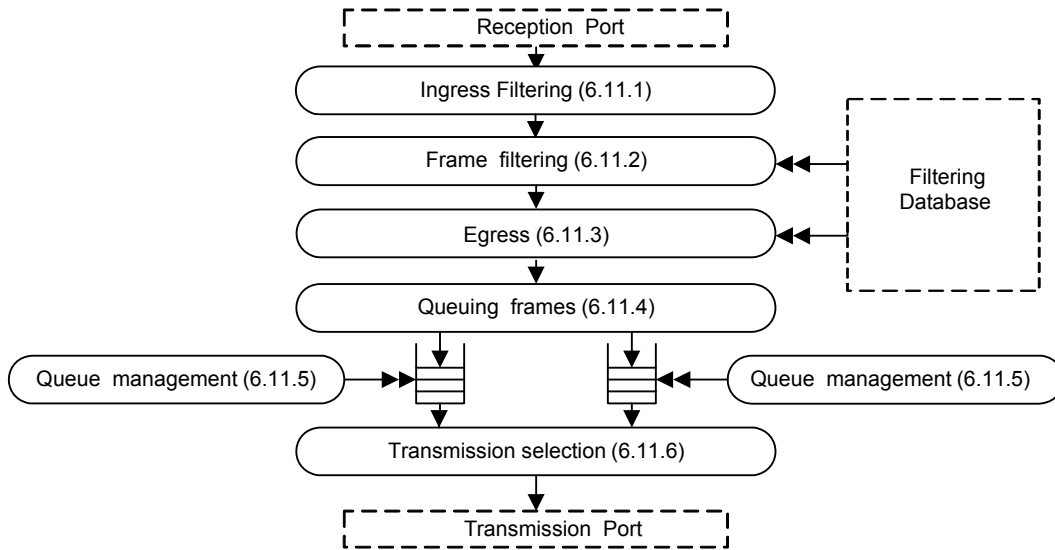 Reception Port
Ingress Filtering (6.11.1)
Frame filtering (6.11.2)
Filtering
Database
Egress (6.11.3)
Queuing frames (6.11.4)
Queue management (6.11.5)
Queue management (6.11.5)
Transmission selection (6.11.6)
Transmission Port